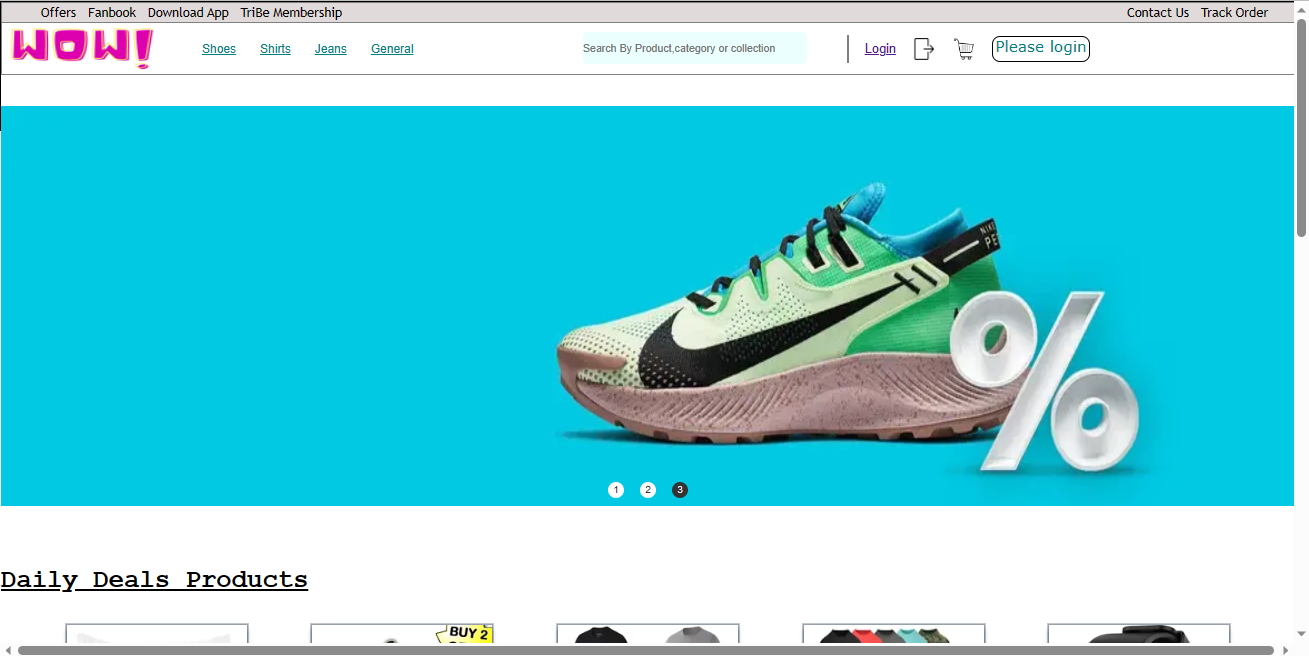 Offers Fanbook Download App TriBe Membership Contact Us Track Order
WOW!
Shoes Shirts Jeans General
Search By Product,category or collection
Login
Please login
NIKE
%
1 2 3
Daily Deals Products
BUY 2